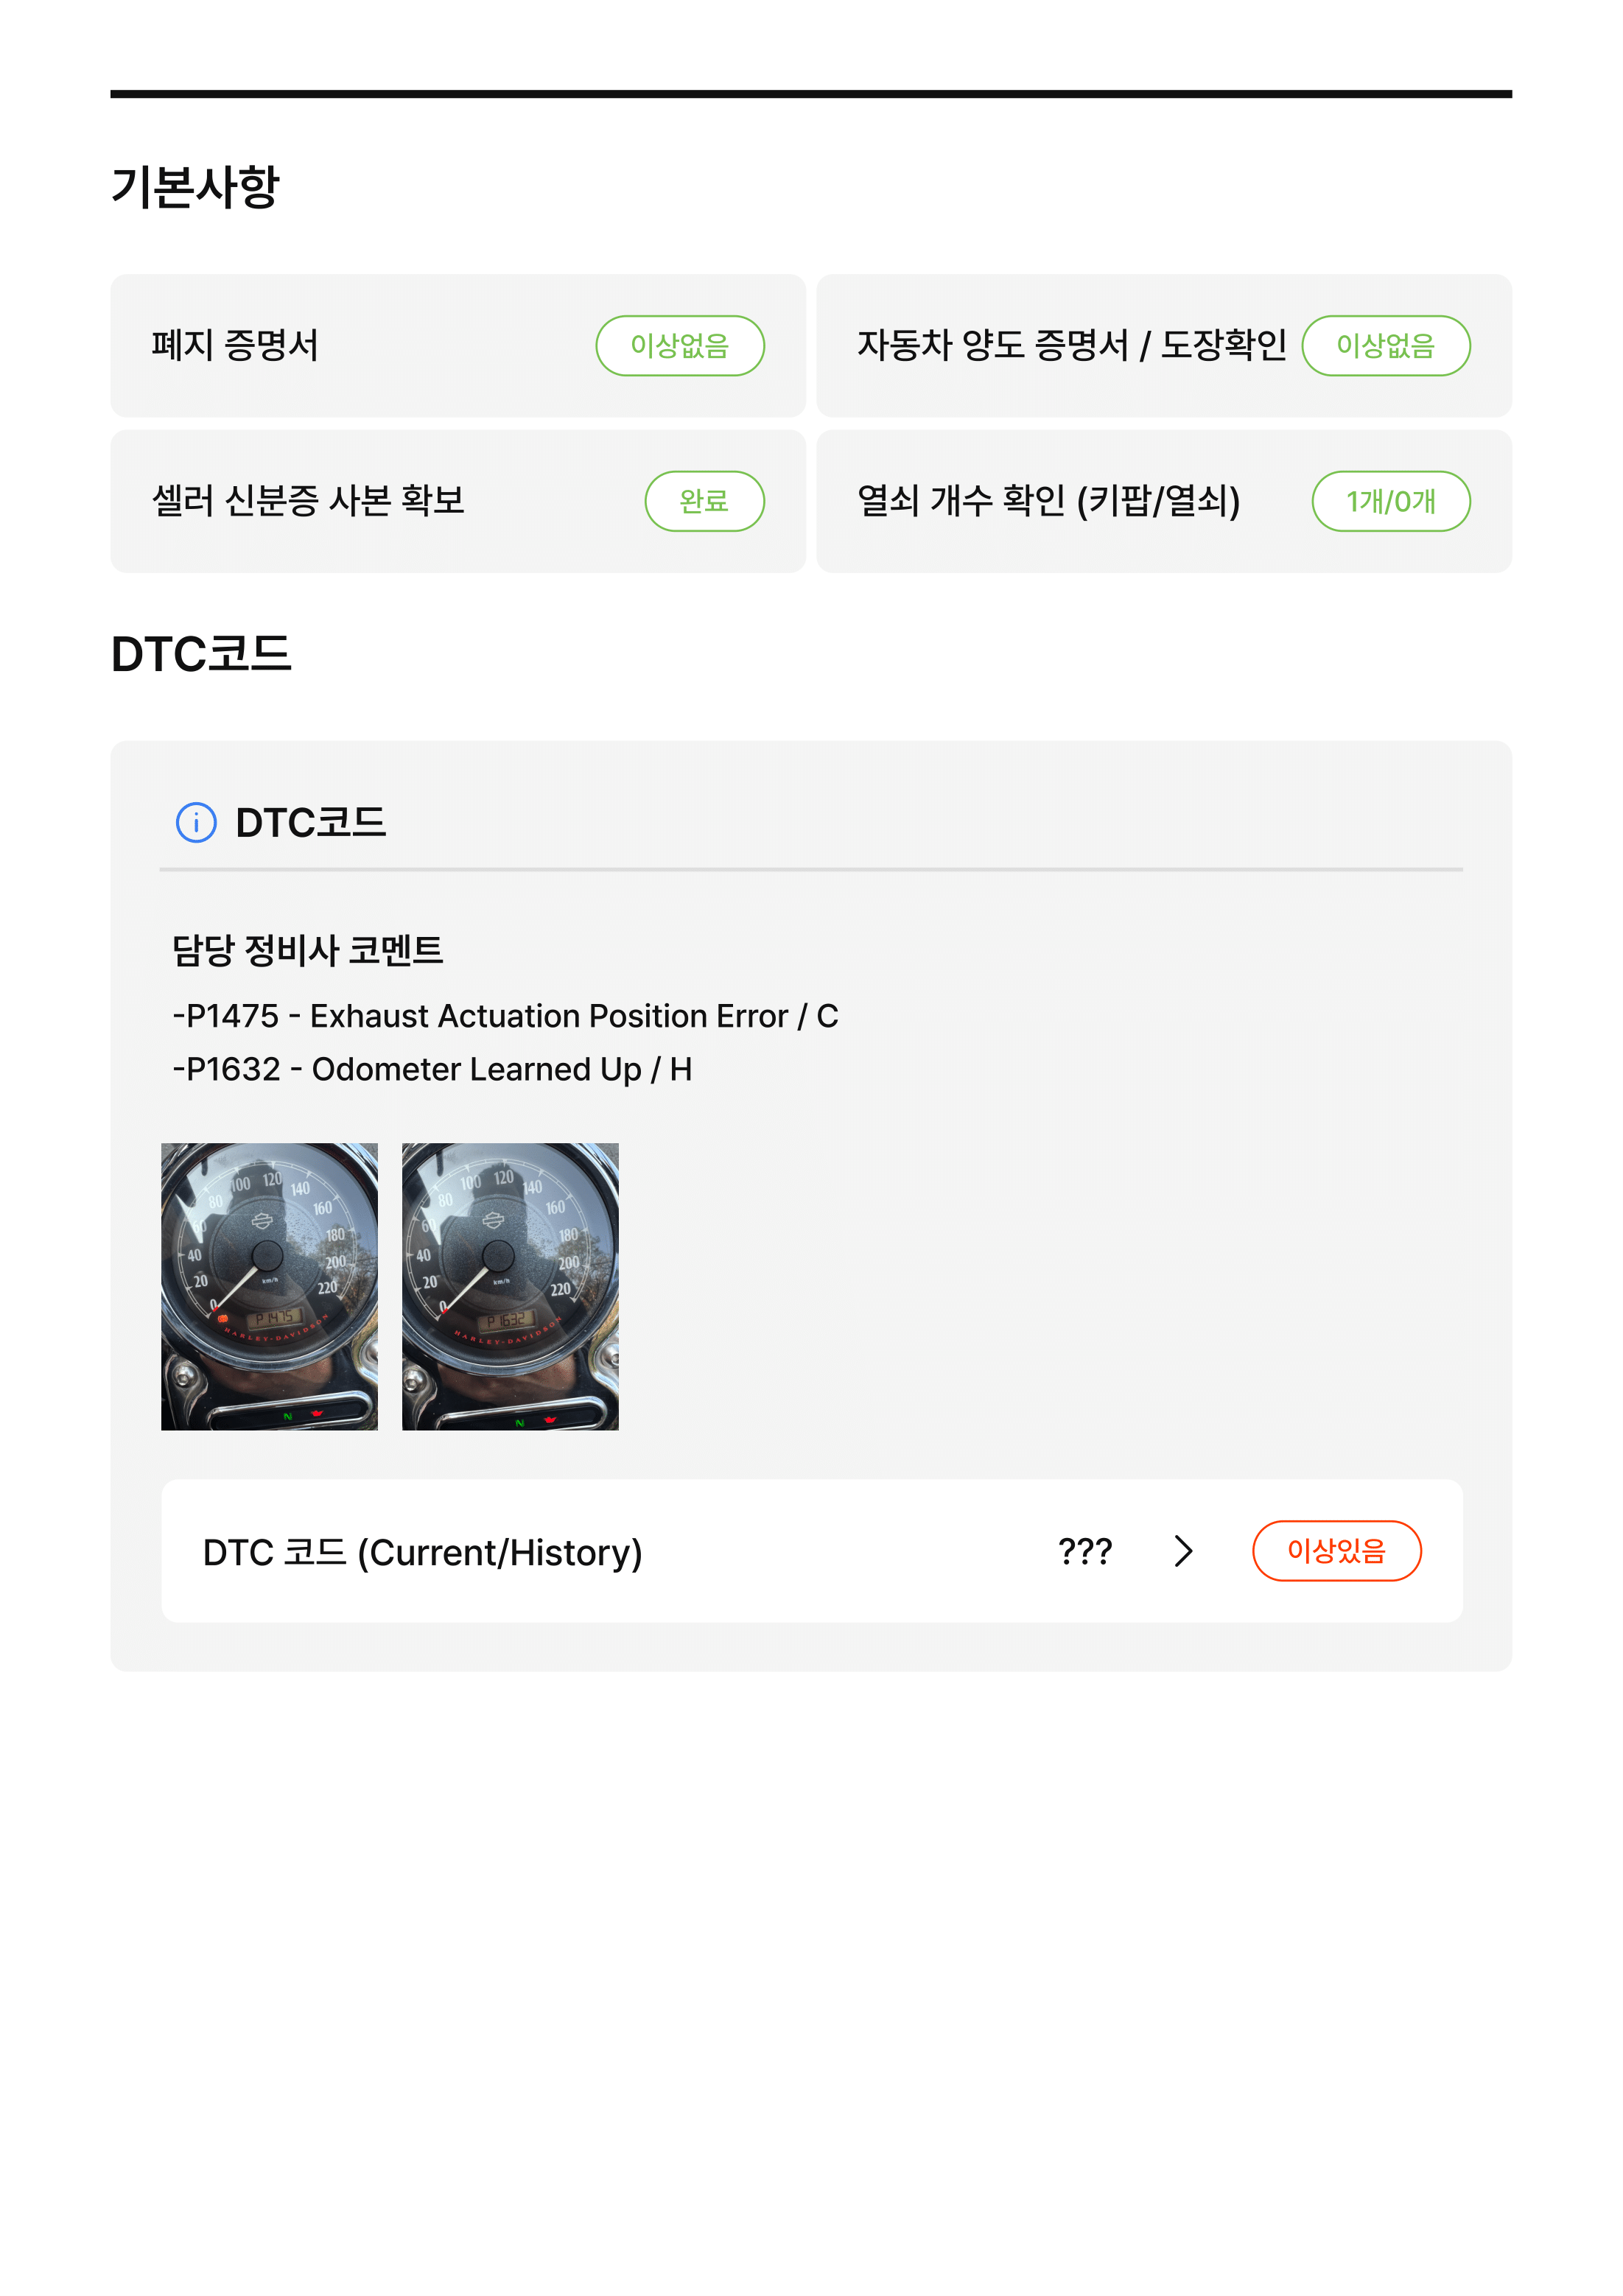 기본사항
폐지 증명서 이상없음
자동차 양도 증명서 / 도장확인 이상없음
셀러 신분증 사본 확보 완료
열쇠 개수 확인 (키팝/열쇠) 1개/0개
DTC코드
DTC코드
담당 정비사 코멘트
-P1475 - Exhaust Actuation Position Error / C
-P1632 - Odometer Learned Up / H
100 120
80 140
60 160
40 180
20 200
0 220
km/h
P1475
HARLEY-DAVIDSON
N
100 120
80 140
60 160
40 180
20 200
0 220
km/h
P1632
HARLEY-DAVIDSON
N
DTC 코드 (Current/History) ??? > 이상있음